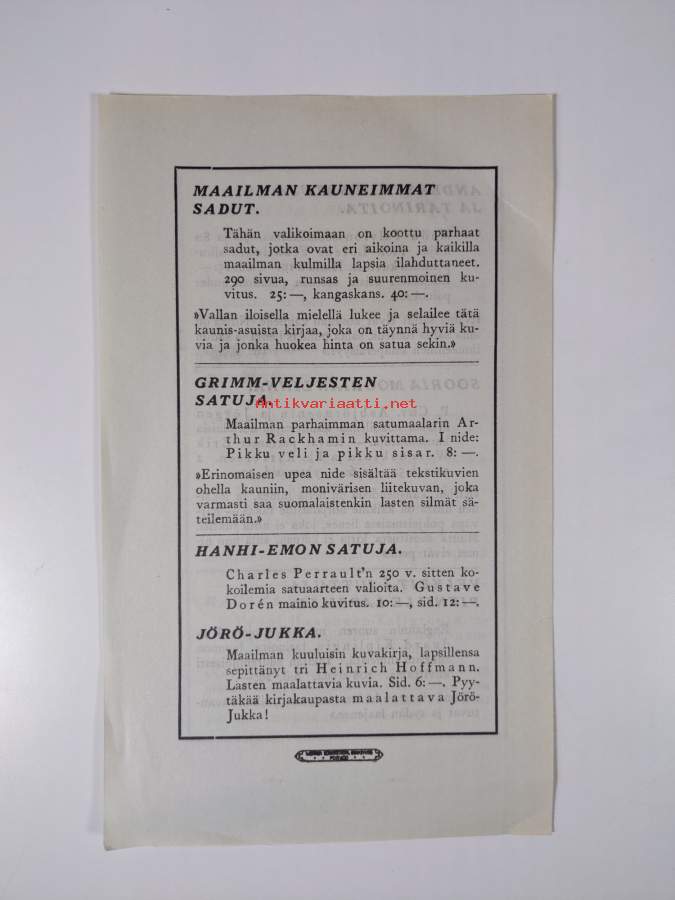 MAAILMAN KAUNEIMMAT
SADUT.
Tähän valikoimaan on koottu parhaat
sadut, jotka ovat eri aikoina ja kaikilla
maailman kulmilla lapsia ilahduttaneet.
290 sivua, runsas ja suurenmoinen ku-
vitus. 25: —, kangaskans. 40: —.
»Vallan iloisella mielellä lukee ja selailee tätä
kaunis-asuista kirjaa, joka on täynnä hyviä ku-
via ja jonka huokea hinta on satua sekin.»
GRIMM-VELJESTEN
SATUJA.
antikvariaatti.net
Maailman parhaimman satumaalarin Ar-
thur Rackhamin kuvittama. I nide:
Pikku veli ja pikku sisar. 8: —.
»Erinomaisen upea nide sisältää tekstikuvien
ohella kauniin, monivärisen liitekuvan, joka
varmasti saa suomalaistenkin lasten silmät sä-
teilemään.»
HANHI-EMON SATUJA.
Charles Perrault'n 250 v. sitten ko-
koilemia satuaarteen valioita. Gustave
Dorén mainio kuvitus. 10: —, sid. 12: —.
JÖRÖ-JUKKA.
Maailman kuuluisin kuvakirja, lapsillensa
sepittänyt tri Heinrich Hoffmann.
Lasten maalattavia kuvia. Sid. 6: —. Pyy-
täkää kirjakaupasta maalattava Jörö-
Jukka!